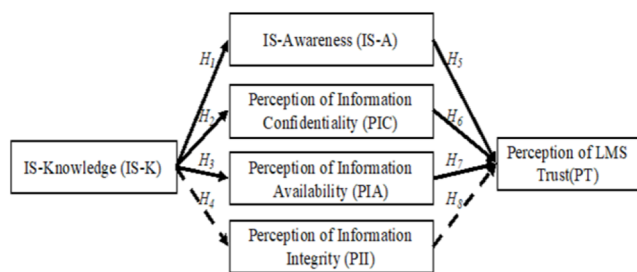 IS-Awareness (IS-A)
H1
H5
Perception of Information
Confidentiality (PIC)
H2
H6
IS-Knowledge (IS-K)
H3
Perception of Information
Availability (PIA)
H7
Perception of LMS
Trust(PT)
H4
H8
Perception of Information
Integrity (PII)